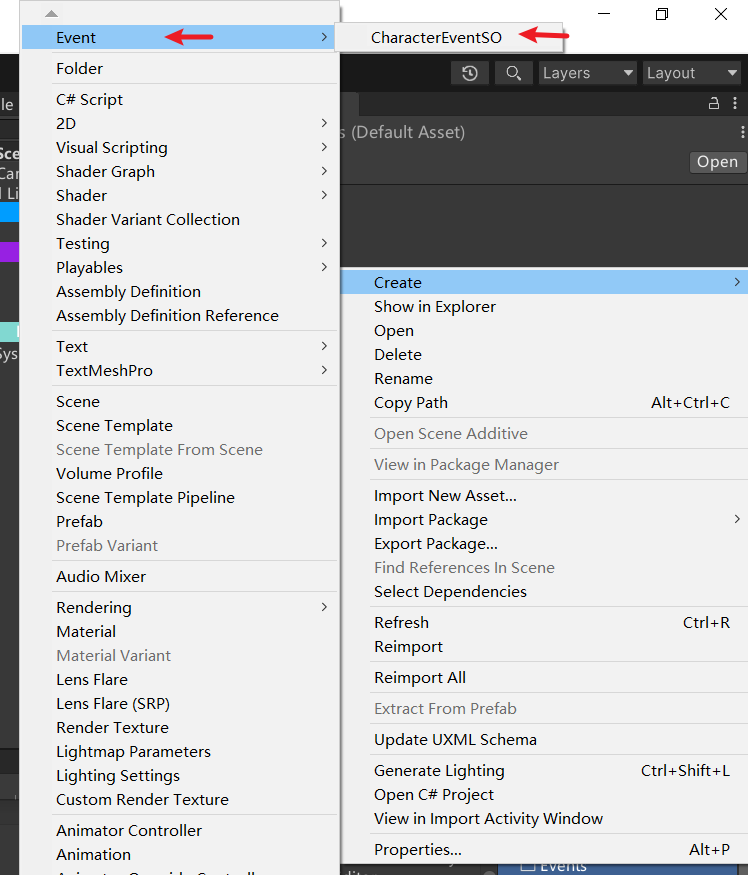 Event
CharacterEventSO
Folder
C# Script
2D
Visual Scripting
Shader Graph
Shader
Shader Variant Collection
Testing
Playables
Assembly Definition
Assembly Definition Reference
Text
TextMeshPro
Scene
Scene Template
Scene Template From Scene
Volume Profile
Scene Template Pipeline
Prefab
Prefab Variant
Audio Mixer
Rendering
Material
Material Variant
Lens Flare
Lens Flare (SRP)
Render Texture
Lightmap Parameters
Lighting Settings
Custom Render Texture
Animator Controller
Animation
Layers
Layout
s (Default Asset)
Open
Create
Show in Explorer
Open
Delete
Rename
Copy Path Alt+Ctrl+C
Open Scene Additive
View in Package Manager
Import New Asset...
Import Package
Export Package...
Find References In Scene
Select Dependencies
Refresh Ctrl+R
Reimport
Reimport All
Extract From Prefab
Update UXML Schema
Generate Lighting Ctrl+Shift+L
Open C# Project
View in Import Activity Window
Properties... Alt+P
Events